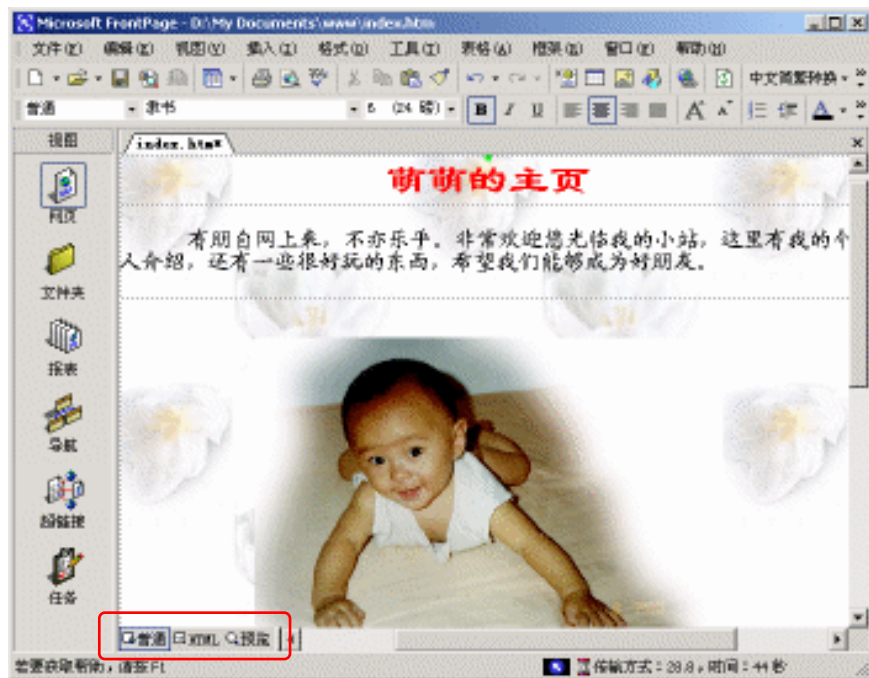 Microsoft FrontPage - D:\My Documents\www\index.htm
文件(F) 编辑(E) 视图(V) 插入(I) 格式(O) 工具(T) 表格(A) 框架(R) 窗口(W) 帮助(H)
中文简繁转换
普通 隶书 6 (24 磅) B I U A A A
视图 /index.htm*\
网页
文件夹
报表
导航
超链接
任务
萌萌的主页
有朋自网上来，不亦乐乎。非常欢迎您光临我的小站，这里有我的个
人介绍，还有一些很好玩的东西，希望我们能够成为好朋友。
普通 HTML 预览
若要获取帮助，请按F1 传输方式：28.8，时间：44 秒